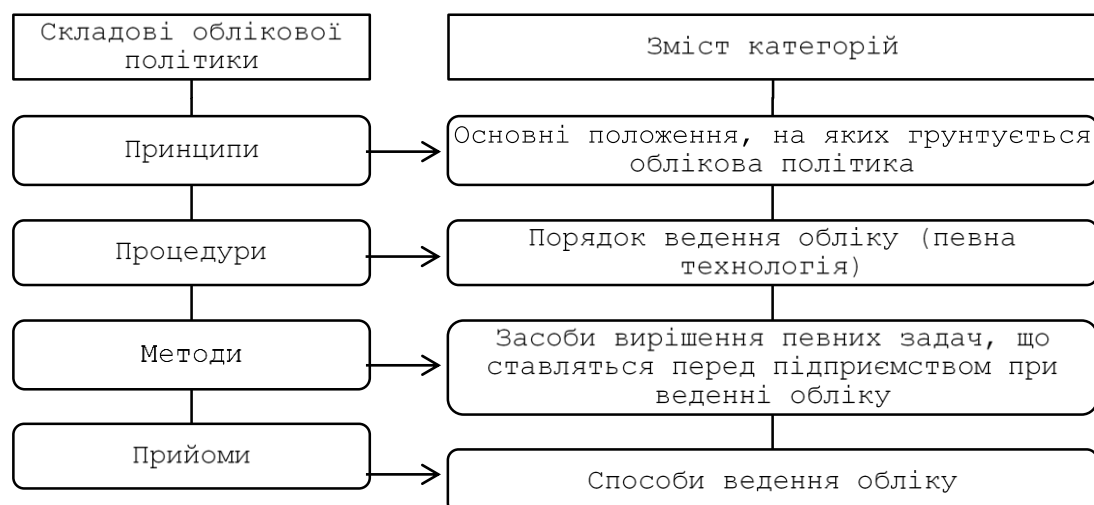 Складові облікової
політики
Зміст категорій
Принципи
Основні положення, на яких грунтується
облікова політика
Процедури
Порядок ведення обліку (певна
технологія)
Методи
Засоби вирішення певних задач, що
ставляться перед підприємством при
веденні обліку
Прийоми
Способи ведення обліку